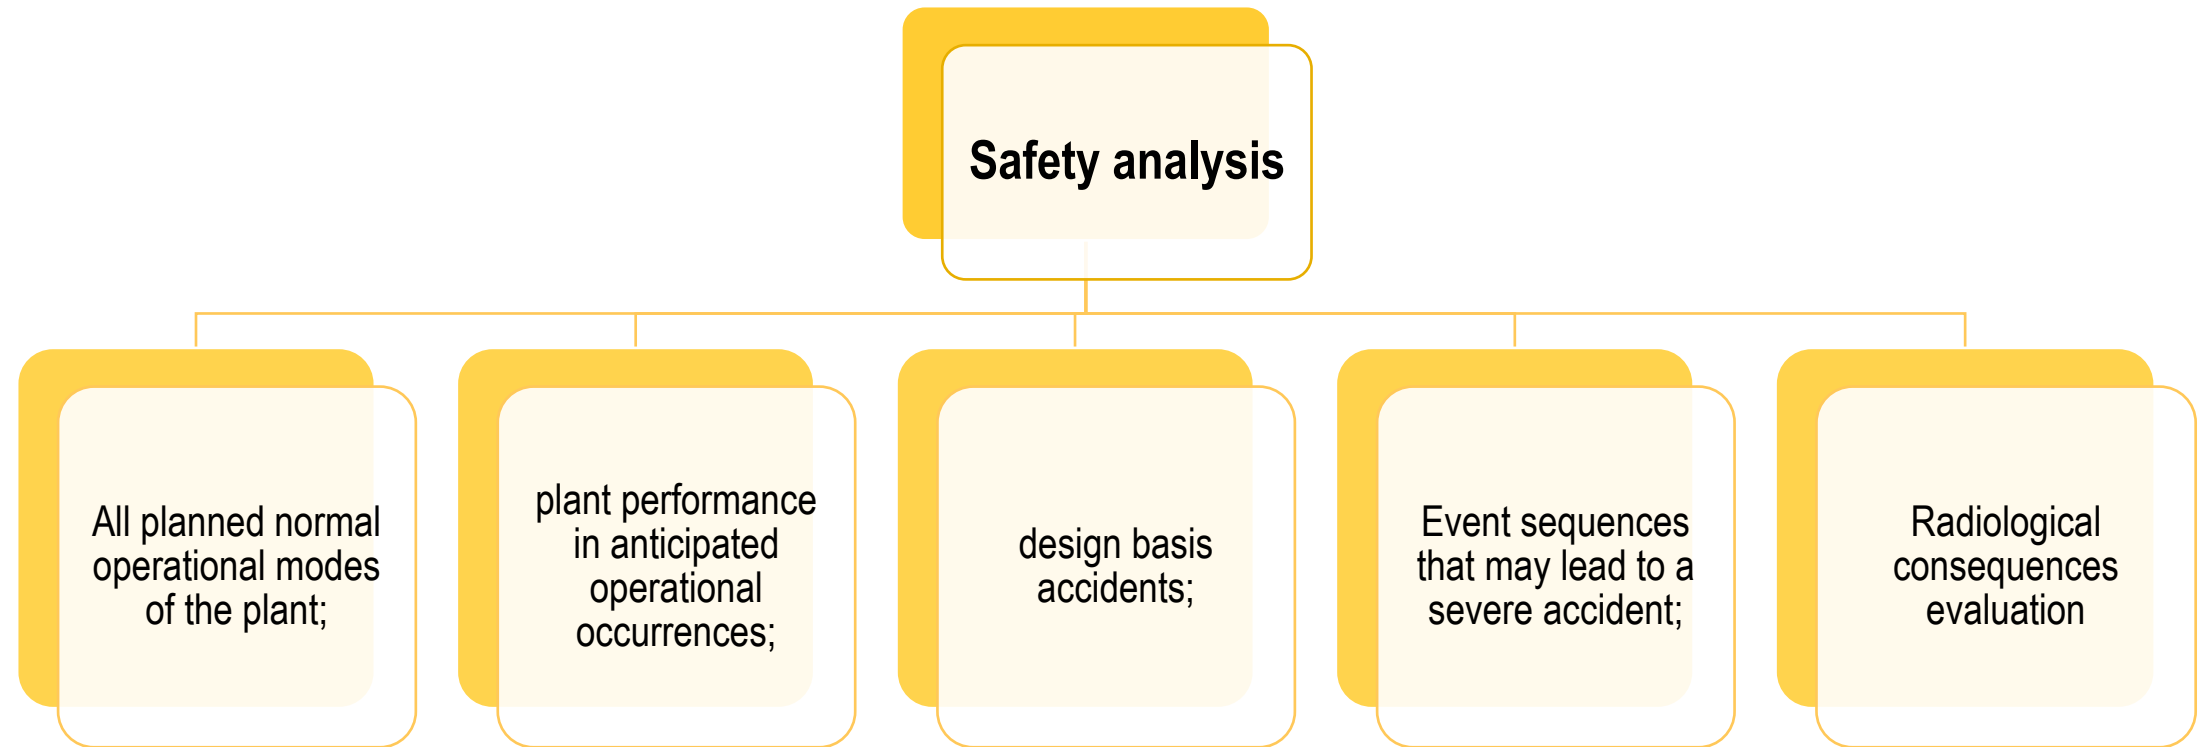 Safety analysis
All planned normal
operational modes
of the plant;
plant performance
in anticipated
operational
occurrences;
design basis
accidents;
Event sequences
that may lead to a
severe accident;
Radiological
consequences
evaluation